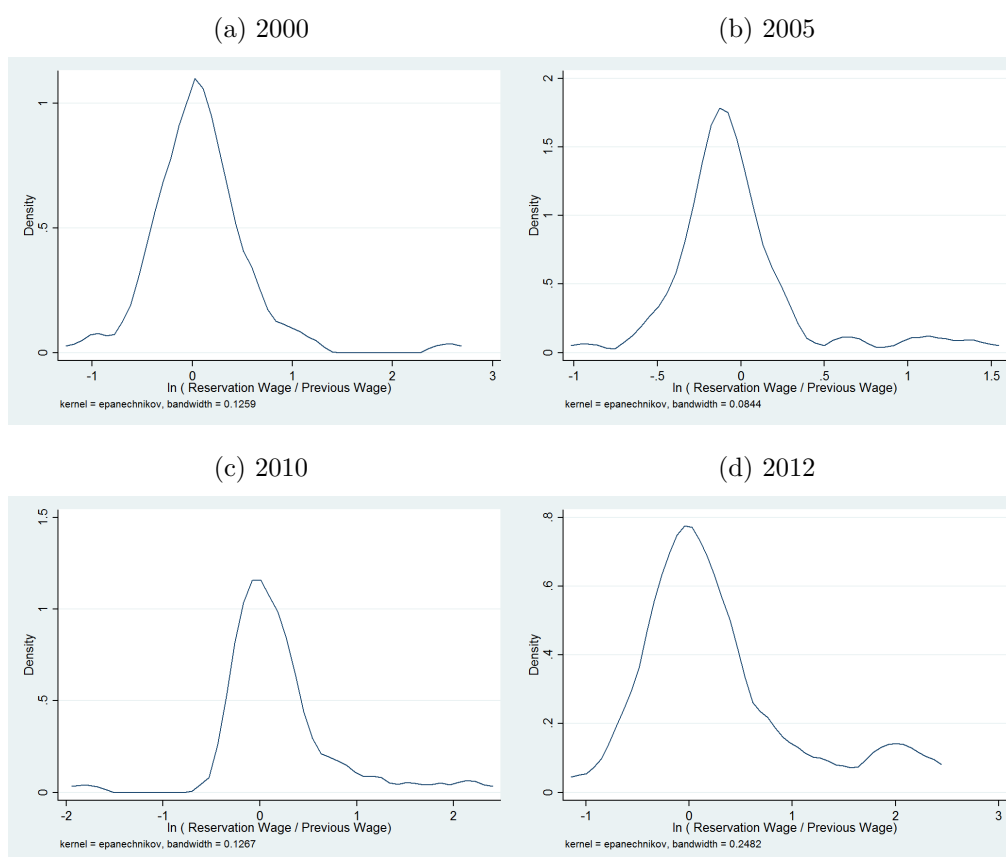 (a) 2000
(b) 2005
Density
0
.5
1
-1
0
1
2
3
ln ( Reservation Wage / Previous Wage)
kernel = epanechnikov, bandwidth = 0.1259
Density
0
.5
1
1.5
2
-1
-.5
0
.5
1
1.5
ln ( Reservation Wage / Previous Wage)
kernel = epanechnikov, bandwidth = 0.0844
(c) 2010
(d) 2012
Density
0
.5
1
1.5
-2
-1
0
1
2
ln ( Reservation Wage / Previous Wage)
kernel = epanechnikov, bandwidth = 0.1267
Density
0
.2
.4
.6
.8
-1
0
1
2
3
ln ( Reservation Wage / Previous Wage)
kernel = epanechnikov, bandwidth = 0.2482